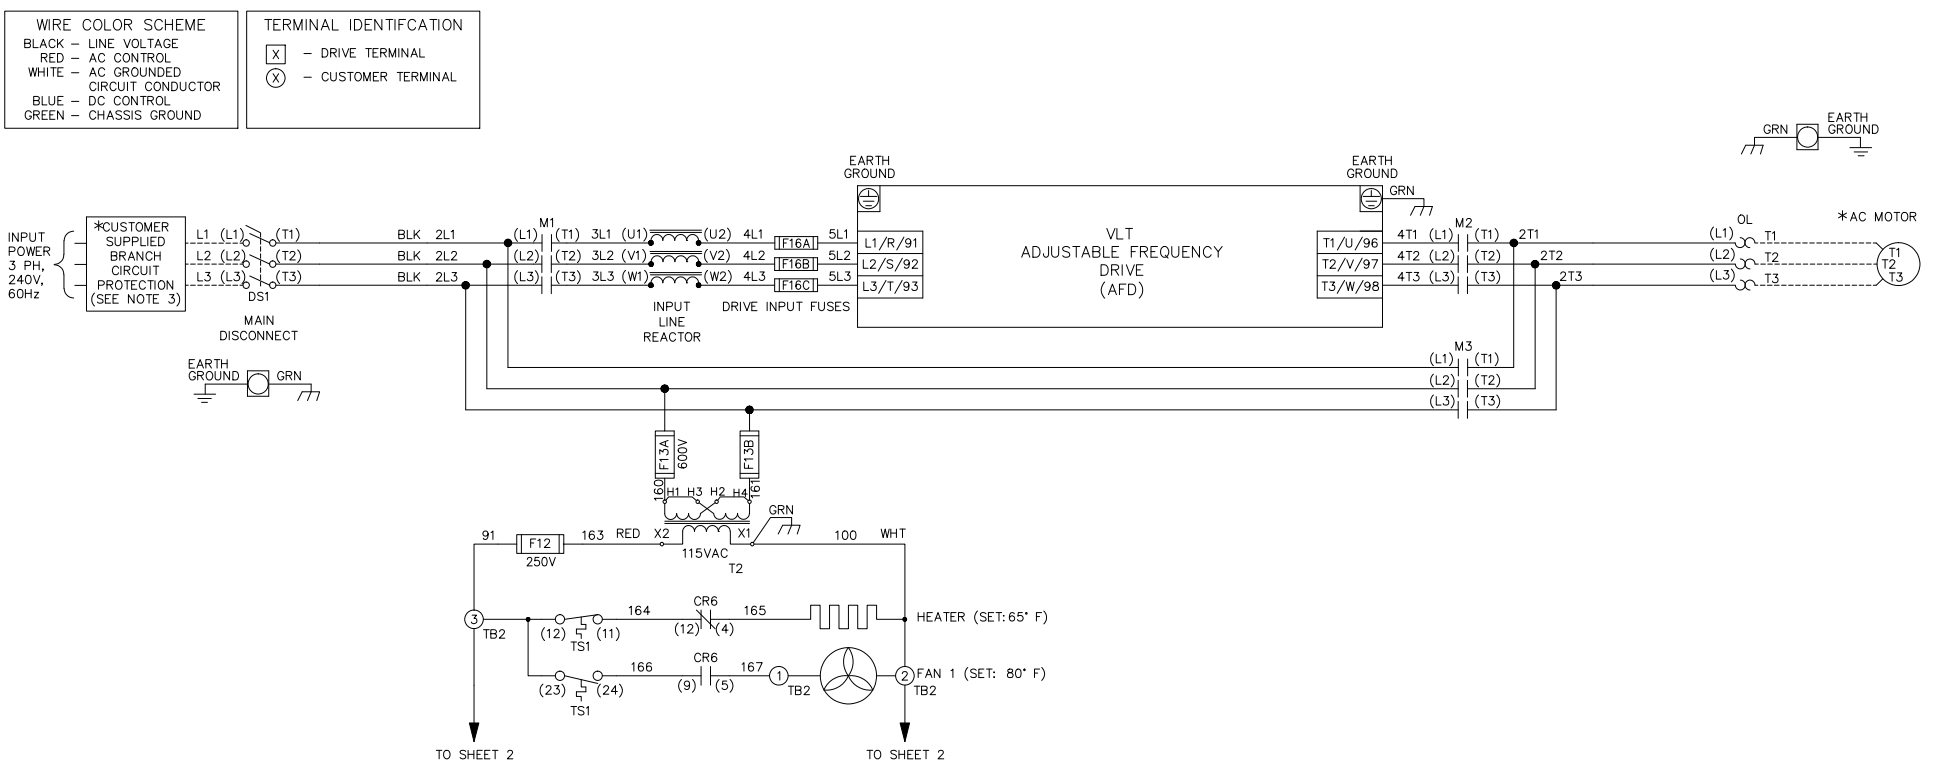 WIRE COLOR SCHEME
BLACK – LINE VOLTAGE
RED – AC CONTROL
WHITE – AC GROUNDED
CIRCUIT CONDUCTOR
BLUE – DC CONTROL
GREEN – CHASSIS GROUND
TERMINAL IDENTIFCATION
X – DRIVE TERMINAL
X – CUSTOMER TERMINAL
GRN
EARTH
GROUND
EARTH
GROUND
EARTH
GROUND
GRN
INPUT
POWER
3 PH,
240V,
60Hz
*CUSTOMER
SUPPLIED
BRANCH
CIRCUIT
PROTECTION
(SEE NOTE 3)
L1 (L1) (T1) BLK 2L1 (L1) M1 (T1) 3L1 (U1) (U2) 4L1 F16A 5L1 L1/R/91
L2 (L2) (T2) BLK 2L2 (L2) (T2) 3L2 (V1) (V2) 4L2 F16B 5L2 L2/S/92
L3 (L3) (T3) BLK 2L3 (L3) (T3) 3L3 (W1) (W2) 4L3 F16C 5L3 L3/T/93
DS1
MAIN
DISCONNECT
INPUT
LINE
REACTOR
DRIVE INPUT FUSES
VLT
ADJUSTABLE FREQUENCY
DRIVE
(AFD)
T1/U/96 4T1 (L1) M2 (T1) 2T1 (L1) OL T1
T2/V/97 4T2 (L2) (T2) 2T2 (L2) T2
T3/W/98 4T3 (L3) (T3) 2T3 (L3) T3
*AC MOTOR
T1
T2
T3
EARTH
GROUND
GRN
M3
(L1) (T1)
(L2) (T2)
(L3) (T3)
F13A
600V
F13B
160
161
H1 H3 H2 H4
GRN
91 F12 163 RED X2 X1 100 WHT
250V
115VAC
T2
3
TB2
(12) (11)
TS1
164
CR6
(12) (4)
165
HEATER (SET:65° F)
(23) (24)
TS1
166
CR6
(9) (5)
167
1
TB2
2
TB2
FAN 1 (SET: 80° F)
TO SHEET 2
TO SHEET 2